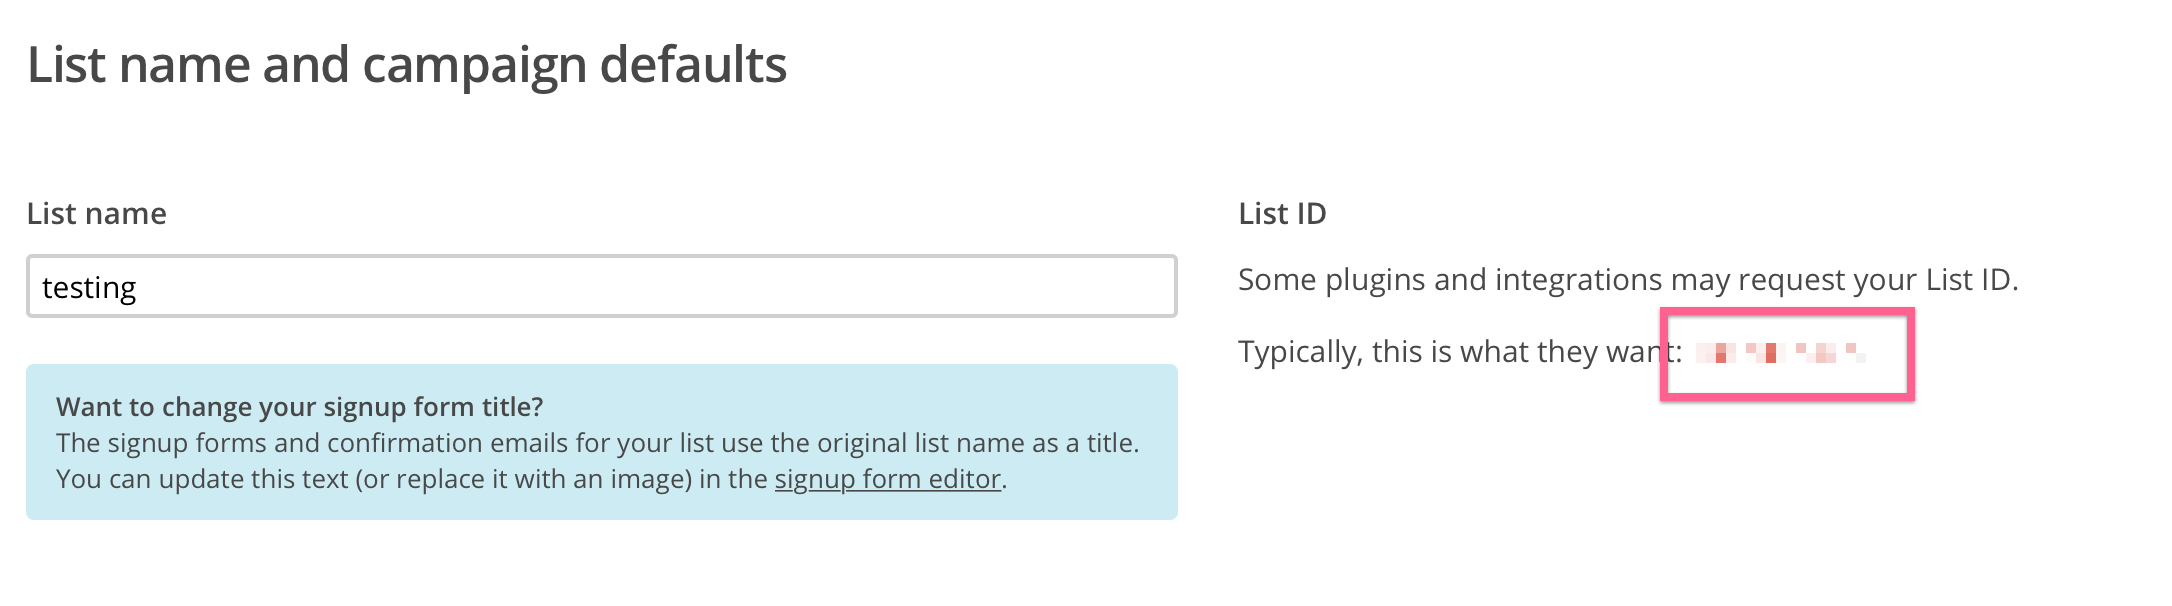 List name and campaign defaults
List name
testing
Want to change your signup form title?
The signup forms and confirmation emails for your list use the original list name as a title.
You can update this text (or replace it with an image) in the signup form editor.
List ID
Some plugins and integrations may request your List ID.
Typically, this is what they want: